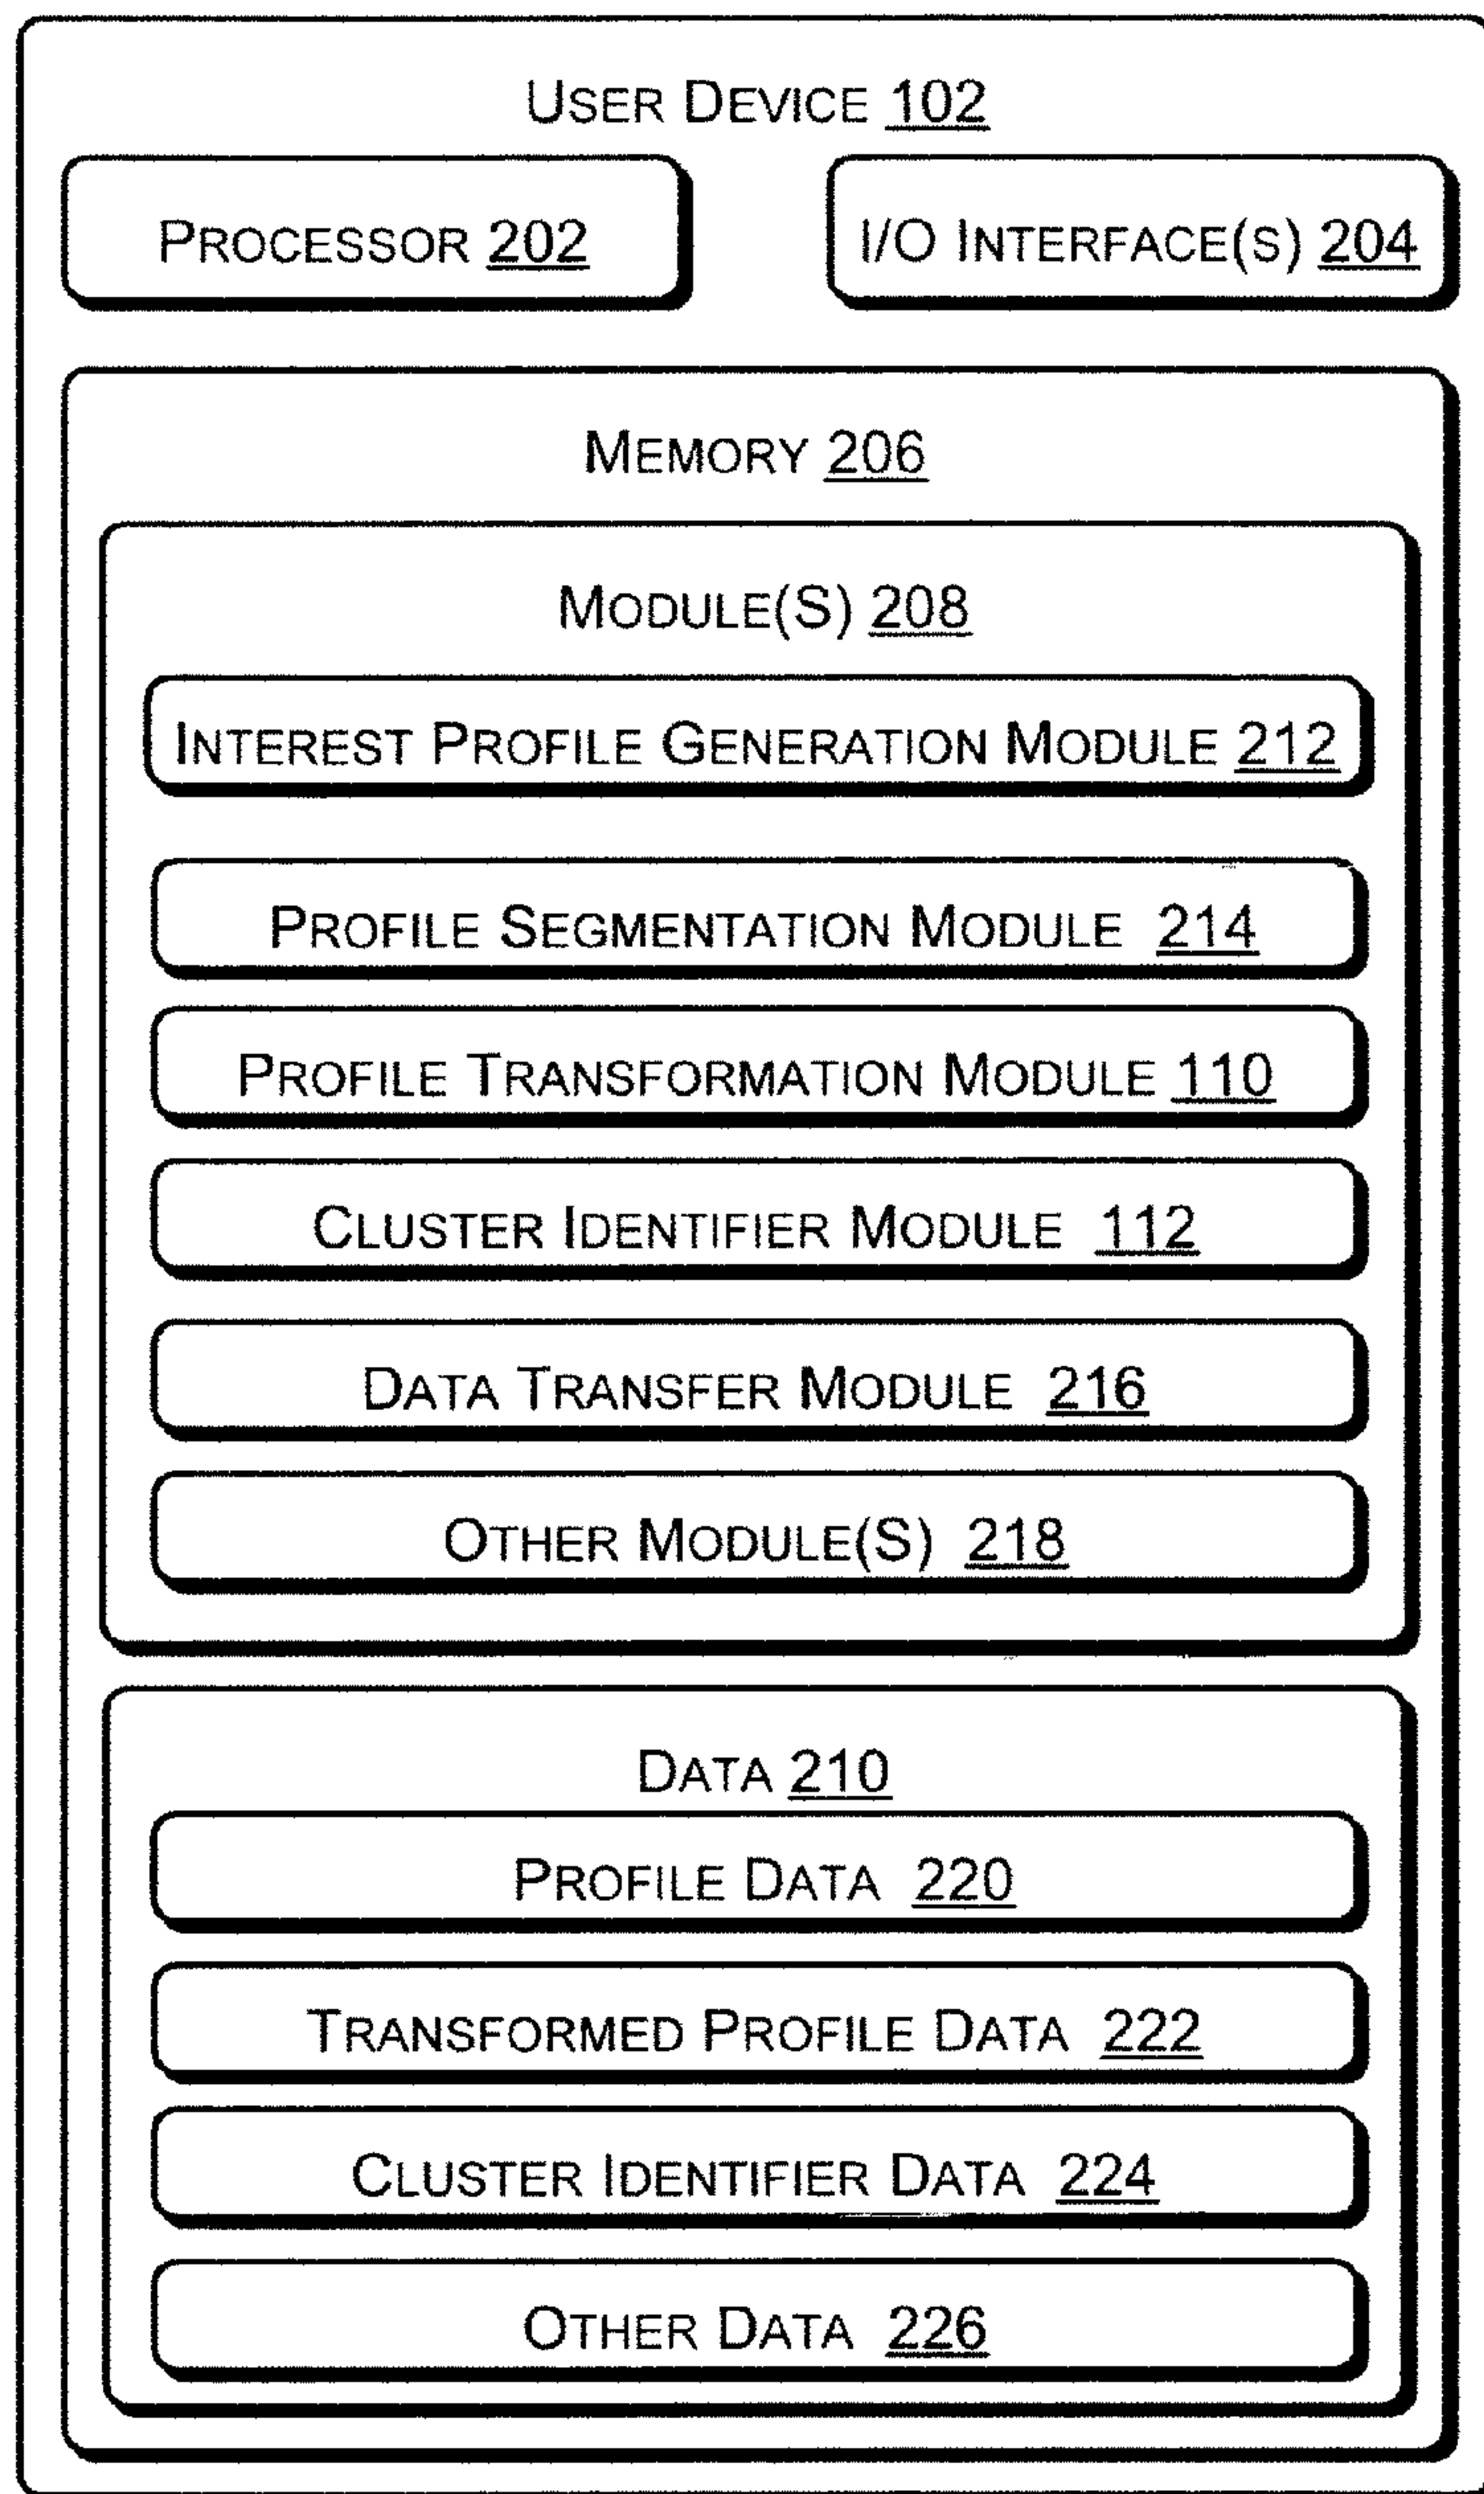 USER DEVICE 102
PROCESSOR 202
I/O INTERFACE(S) 204
MEMORY 206
MODULE(S) 208
INTEREST PROFILE GENERATION MODULE 212
PROFILE SEGMENTATION MODULE 214
PROFILE TRANSFORMATION MODULE 110
CLUSTER IDENTIFIER MODULE 112
DATA TRANSFER MODULE 216
OTHER MODULE(S) 218
DATA 210
PROFILE DATA 220
TRANSFORMED PROFILE DATA 222
CLUSTER IDENTIFIER DATA 224
OTHER DATA 226